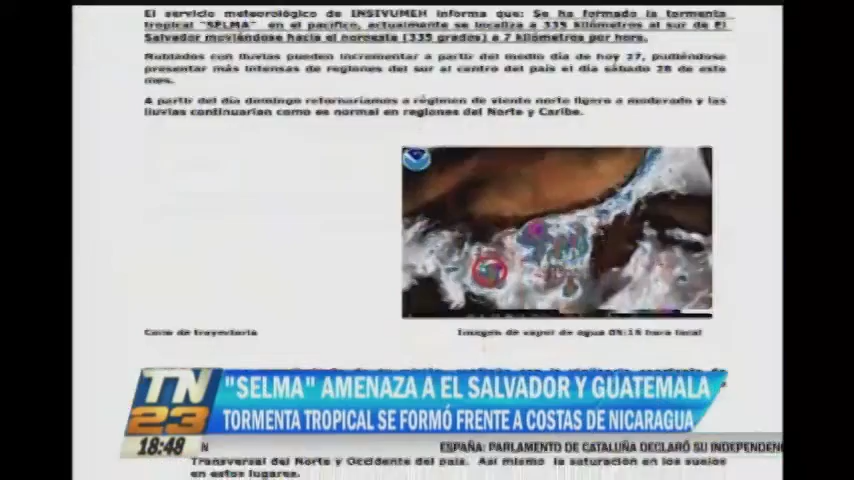 El servicio meteorológico de INSIVUMEH informa que: Se ha formado la tormenta
tropical "SELMA" en el pacífico, actualmente se localiza a 335 kilómetros al sur de El
Salvador moviéndose hacia el noroeste (335 grados) a 7 kilómetros por hora.
Nublados con lluvias pueden incrementar a partir del medio día de hoy 27, pudiéndose
presentar más intensas de regiones del sur al centro del país el día sábado 28 de este
mes.
A partir del día domingo retornaríamos a régimen de viento norte ligero a moderado y las
lluvias continuarían como es normal en regiones del Norte y Caribe.
Cono de trayectoria
Imagen de vapor de agua 05:15 hora local
TN
23
"SELMA" AMENAZA A EL SALVADOR Y GUATEMALA
TORMENTA TROPICAL SE FORMÓ FRENTE A COSTAS DE NICARAGUA
18:48
N
ESPAÑA: PARLAMENTO DE CATALUÑA DECLARÓ SU INDEPENDEN
Transversal del Norte y Occidente del país. Así mismo la saturación en los suelos
en estos lugares.